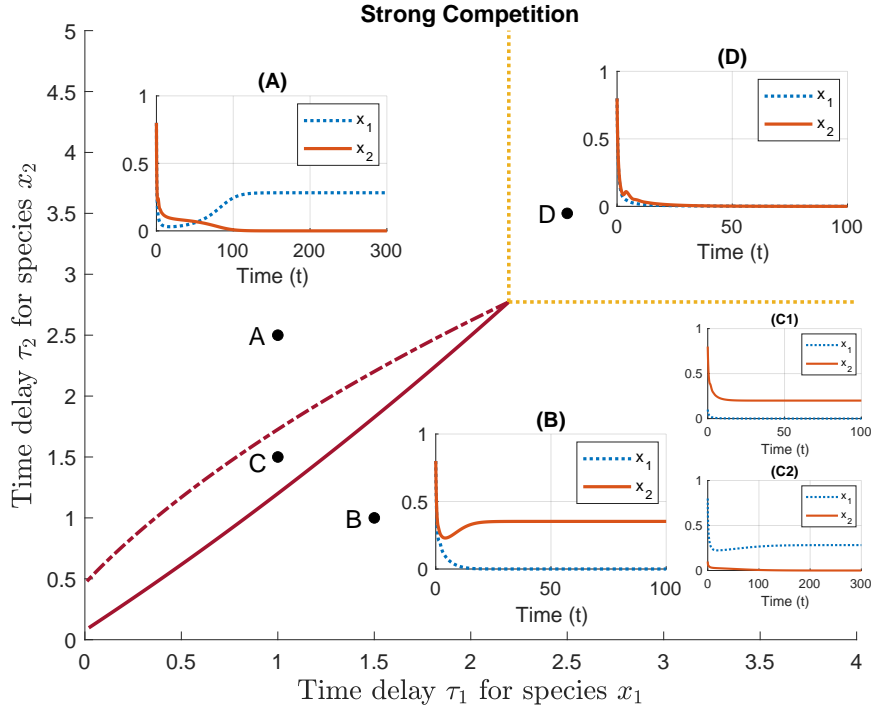 Strong Competition
Time delay τ₂ for species x₂
5
4.5
4
3.5
3
2.5
2
1.5
1
0.5
0
(A)
1
0.5
0
x₁
x₂
0 100 200 300
Time (t)
(D)
1
0.5
0
x₁
x₂
0 50 100
Time (t)
D
A
C
B
(B)
1
0.5
0
x₁
x₂
0 50 100
Time (t)
(C1)
1
0.5
0
x₁
x₂
0 50 100
Time (t)
(C2)
1
0.5
0
x₁
x₂
0 100 200 300
Time (t)
0 0.5 1 1.5 2 2.5 3 3.5 4
Time delay τ₁ for species x₁